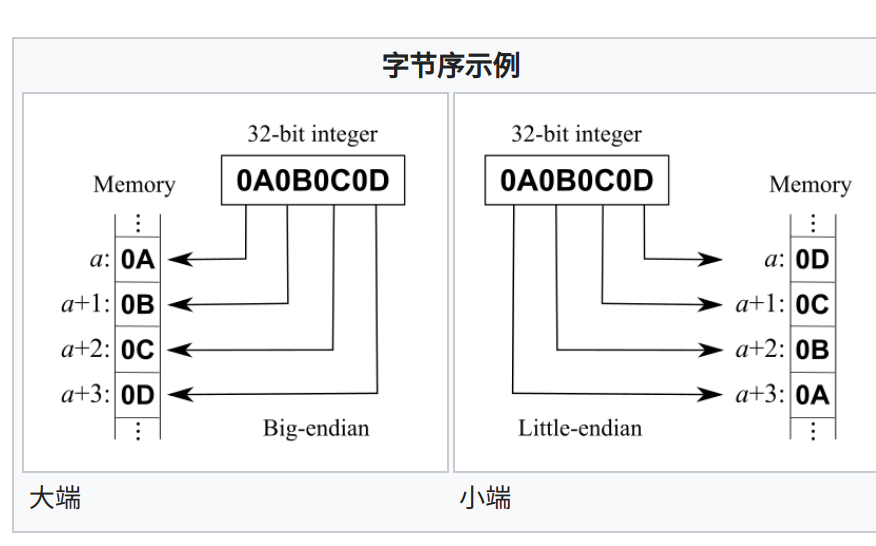 字节序示例
32-bit integer
0A0B0C0D
Memory
⋮
a: 0A
a+1: 0B
a+2: 0C
a+3: 0D
⋮
Big-endian
大端
32-bit integer
0A0B0C0D
Memory
⋮
a: 0D
a+1: 0C
a+2: 0B
a+3: 0A
⋮
Little-endian
小端